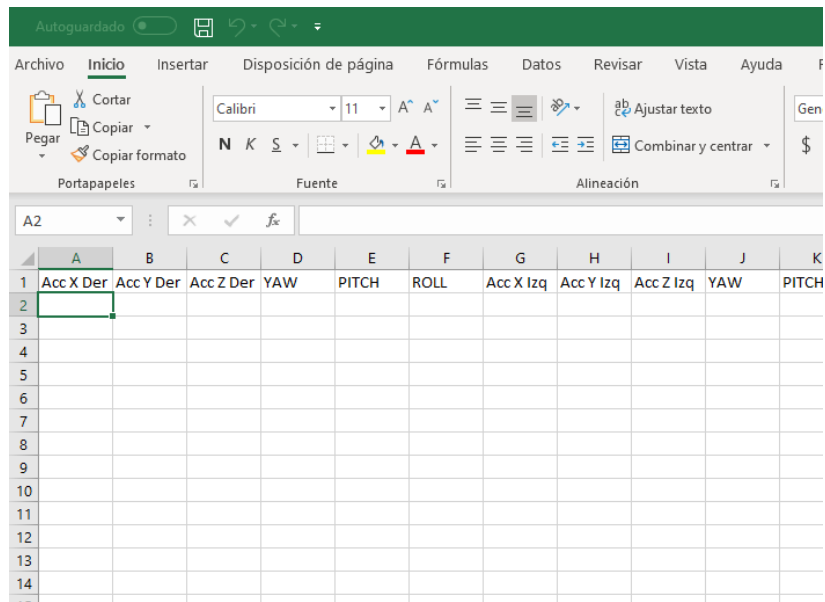 Autoguardado
Archivo Inicio Insertar Disposición de página Fórmulas Datos Revisar Vista Ayuda
Pegar
Cortar
Copiar
Copiar formato
Portapapeles
Calibri 11 A^ A˅
N K S A
Fuente
ab Ajustar texto
Combinar y centrar
Alineación
Gen
$
A2 fx
A B C D E F G H I J K
1 Acc X Der Acc Y Der Acc Z Der YAW PITCH ROLL Acc X Izq Acc Y Izq Acc Z Izq YAW PITCH
2
3
4
5
6
7
8
9
10
11
12
13
14